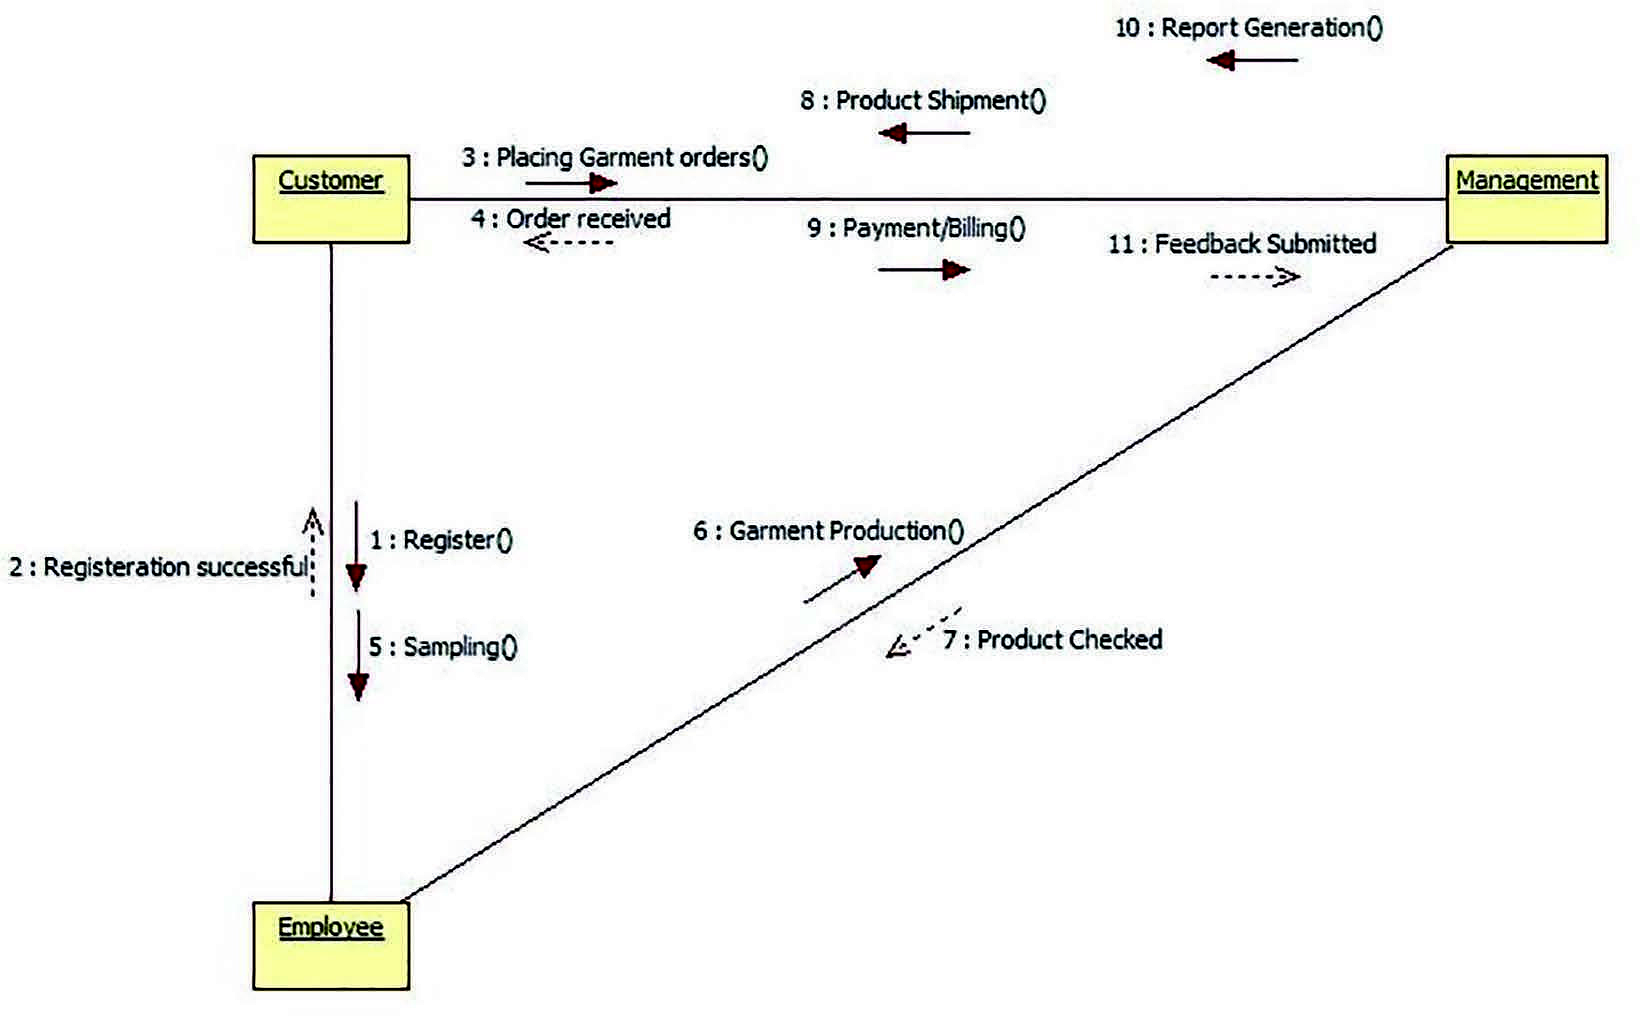 10 : Report Generation()
8 : Product Shipment()
3 : Placing Garment orders()
Customer
Management
4 : Order received
9 : Payment/Billing()
11 : Feedback Submitted
6 : Garment Production()
1 : Register()
2 : Registeration successful
7 : Product Checked
5 : Sampling()
Employee